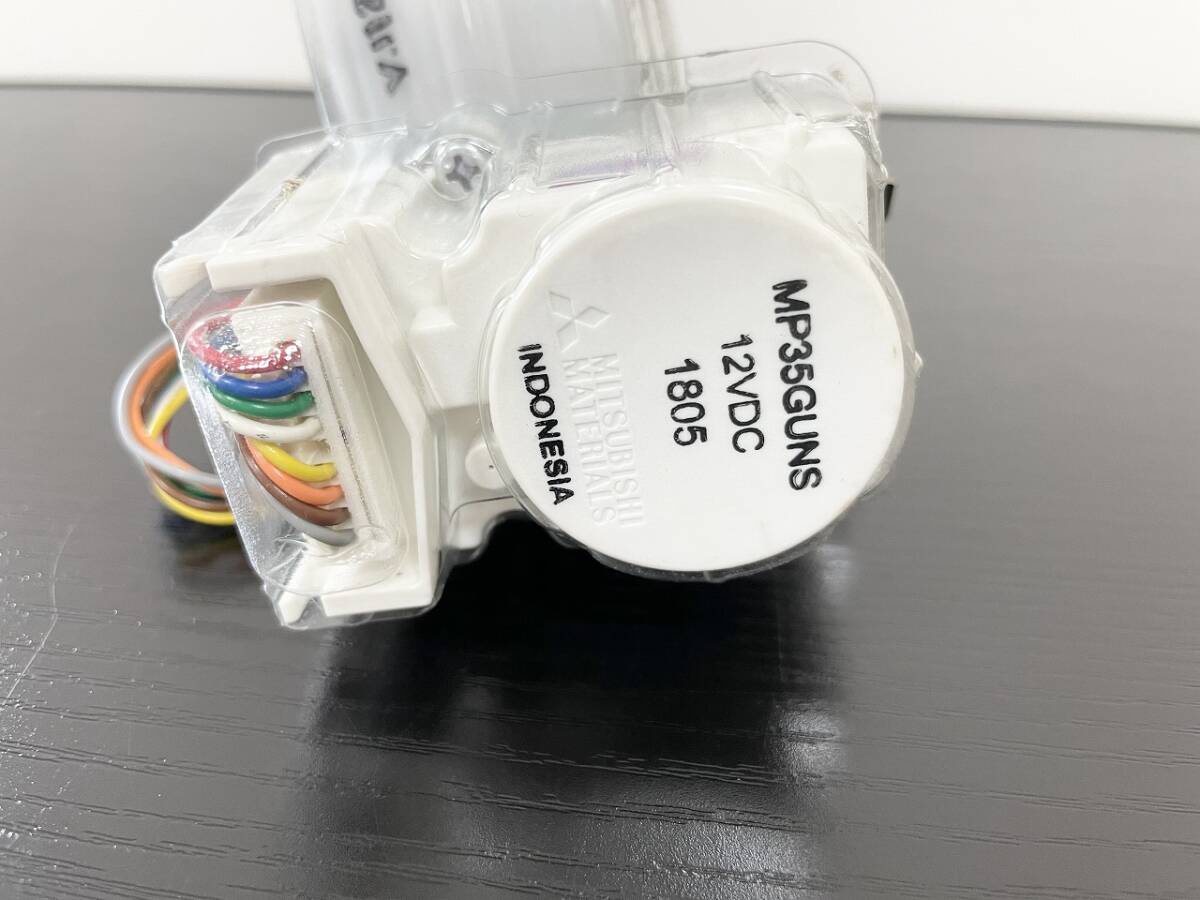 MP35GUNS
12VDC
1805
MITSUBISHI
MATERIALS
INDONESIA